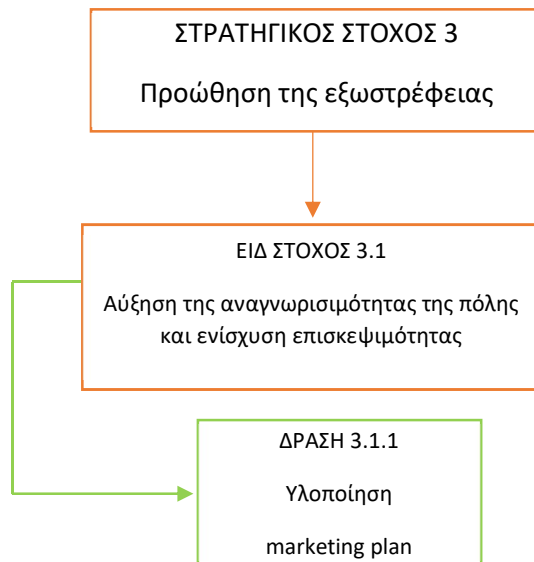 ΣΤΡΑΤΗΓΙΚΟΣ ΣΤΟΧΟΣ 3
Προώθηση της εξωστρέφειας
ΕΙΔ ΣΤΟΧΟΣ 3.1
Αύξηση της αναγνωρισιμότητας της πόλης
και ενίσχυση επισκεψιμότητας
ΔΡΑΣΗ 3.1.1
Υλοποίηση
marketing plan